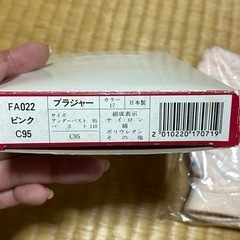 FA022
ピンク
C95
ブラジャー
カラー
17
日本製
サイズ
アンダーバスト 95
バスト 110
C95
組成表示
ナイロン
綿
ポリウレタン
その他
2 010220 170719